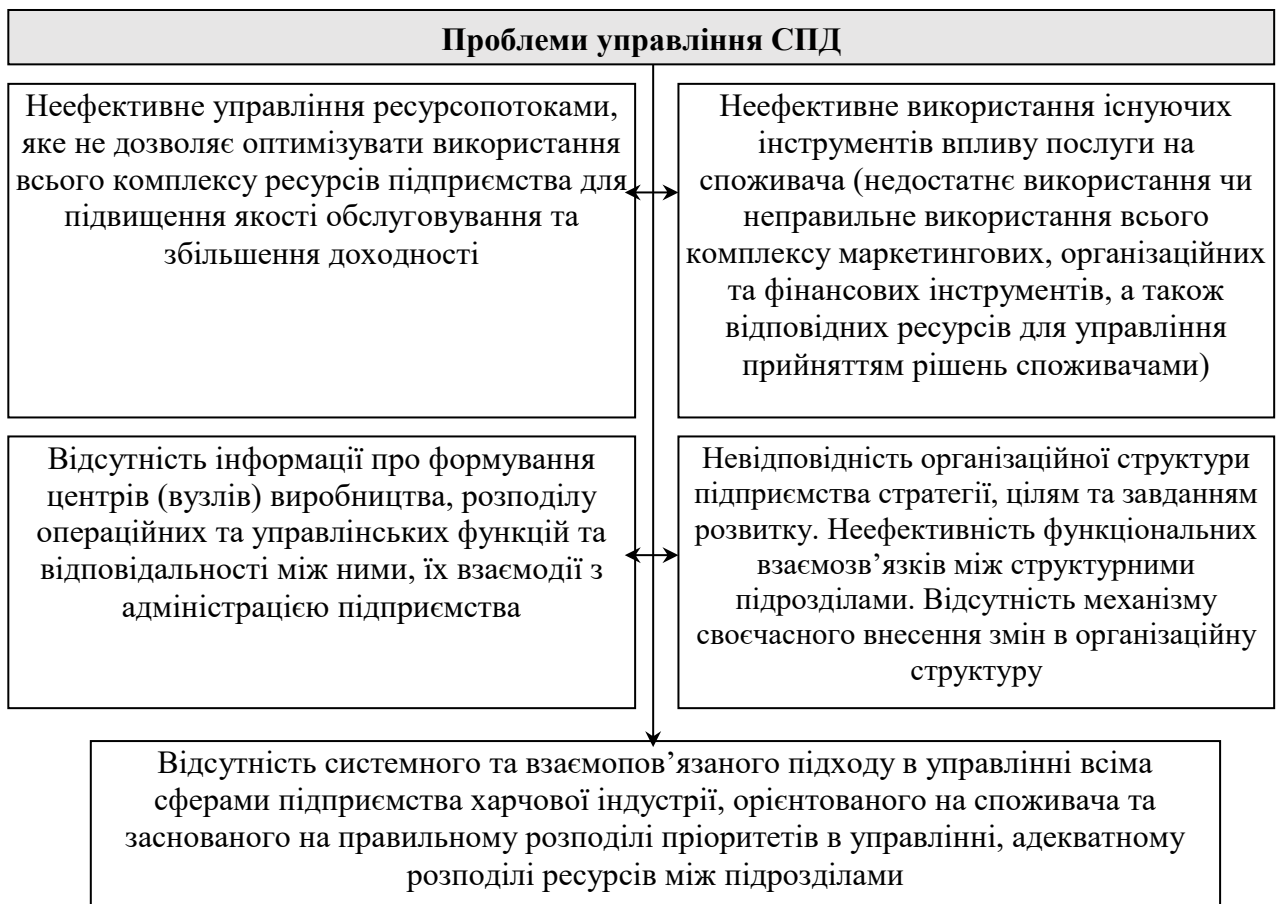 Проблеми управління СПД
Неефективне управління ресурсопотоками,
яке не дозволяє оптимізувати використання
всього комплексу ресурсів підприємства для
підвищення якості обслуговування та
збільшення доходності
Неефективне використання існуючих
інструментів впливу послуги на
споживача (недостатнє використання чи
неправильне використання всього
комплексу маркетингових, організаційних
та фінансових інструментів, а також
відповідних ресурсів для управління
прийняттям рішень споживачами)
Відсутність інформації про формування
центрів (вузлів) виробництва, розподілу
операційних та управлінських функцій та
відповідальності між ними, їх взаємодії з
адміністрацією підприємства
Невідповідність організаційної структури
підприємства стратегії, цілям та завданням
розвитку. Неефективність функціональних
взаємозв’язків між структурними
підрозділами. Відсутність механізму
своєчасного внесення змін в організаційну
структуру
Відсутність системного та взаємопов’язаного підходу в управлінні всіма
сферами підприємства харчової індустрії, орієнтованого на споживача та
заснованого на правильному розподілі пріоритетів в управлінні, адекватному
розподілі ресурсів між підрозділами